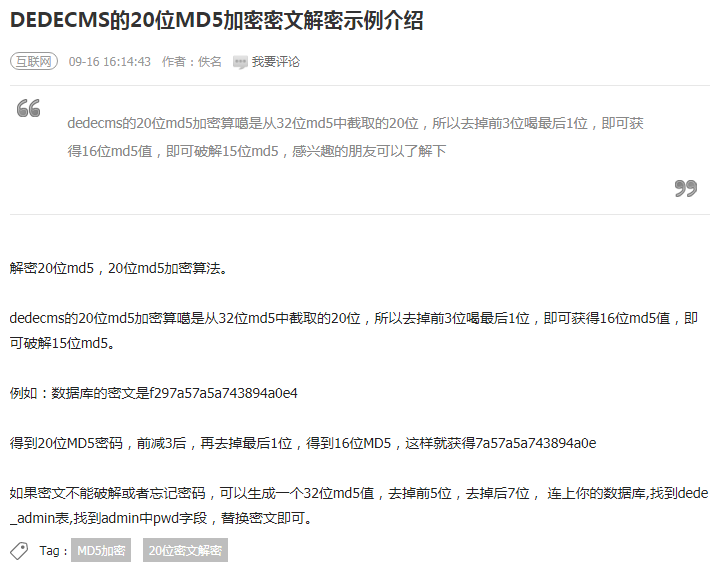 DEDECMS的20位MD5加密密文解密示例介绍
互联网 09-16 16:14:43 作者：佚名 我要评论
dedecms的20位md5加密算噶是从32位md5中截取的20位，所以去掉前3位喝最后1位，即可获
得16位md5值，即可破解15位md5，感兴趣的朋友可以了解下
解密20位md5，20位md5加密算法。
dedecms的20位md5加密算噶是从32位md5中截取的20位，所以去掉前3位喝最后1位，即可获得16位md5值，即
可破解15位md5。
例如：数据库的密文是f297a57a5a743894a0e4
得到20位MD5密码，前减3后，再去掉最后1位，得到16位MD5，这样就获得7a57a5a743894a0e
如果密文不能破解或者忘记密码，可以生成一个32位md5值，去掉前5位，去掉后7位， 连上你的数据库,找到dede
_admin表,找到admin中pwd字段，替换密文即可。
Tag： MD5加密 20位密文解密